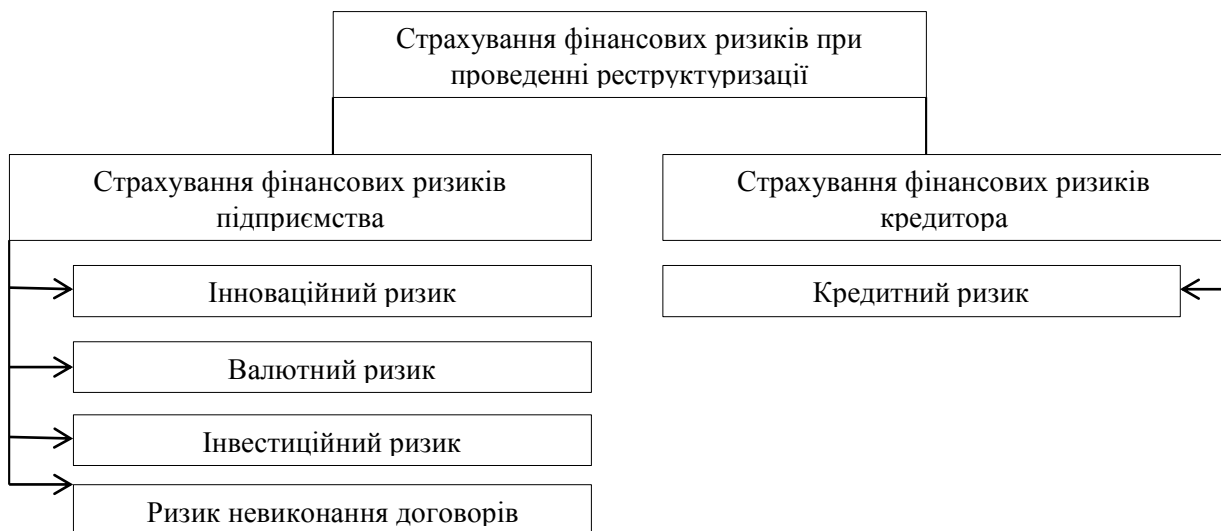 Страхування фінансових ризиків при
проведенні реструктуризації
Страхування фінансових ризиків
підприємства
Страхування фінансових ризиків
кредитора
Інноваційний ризик
Кредитний ризик
Валютний ризик
Інвестиційний ризик
Ризик невиконання договорів